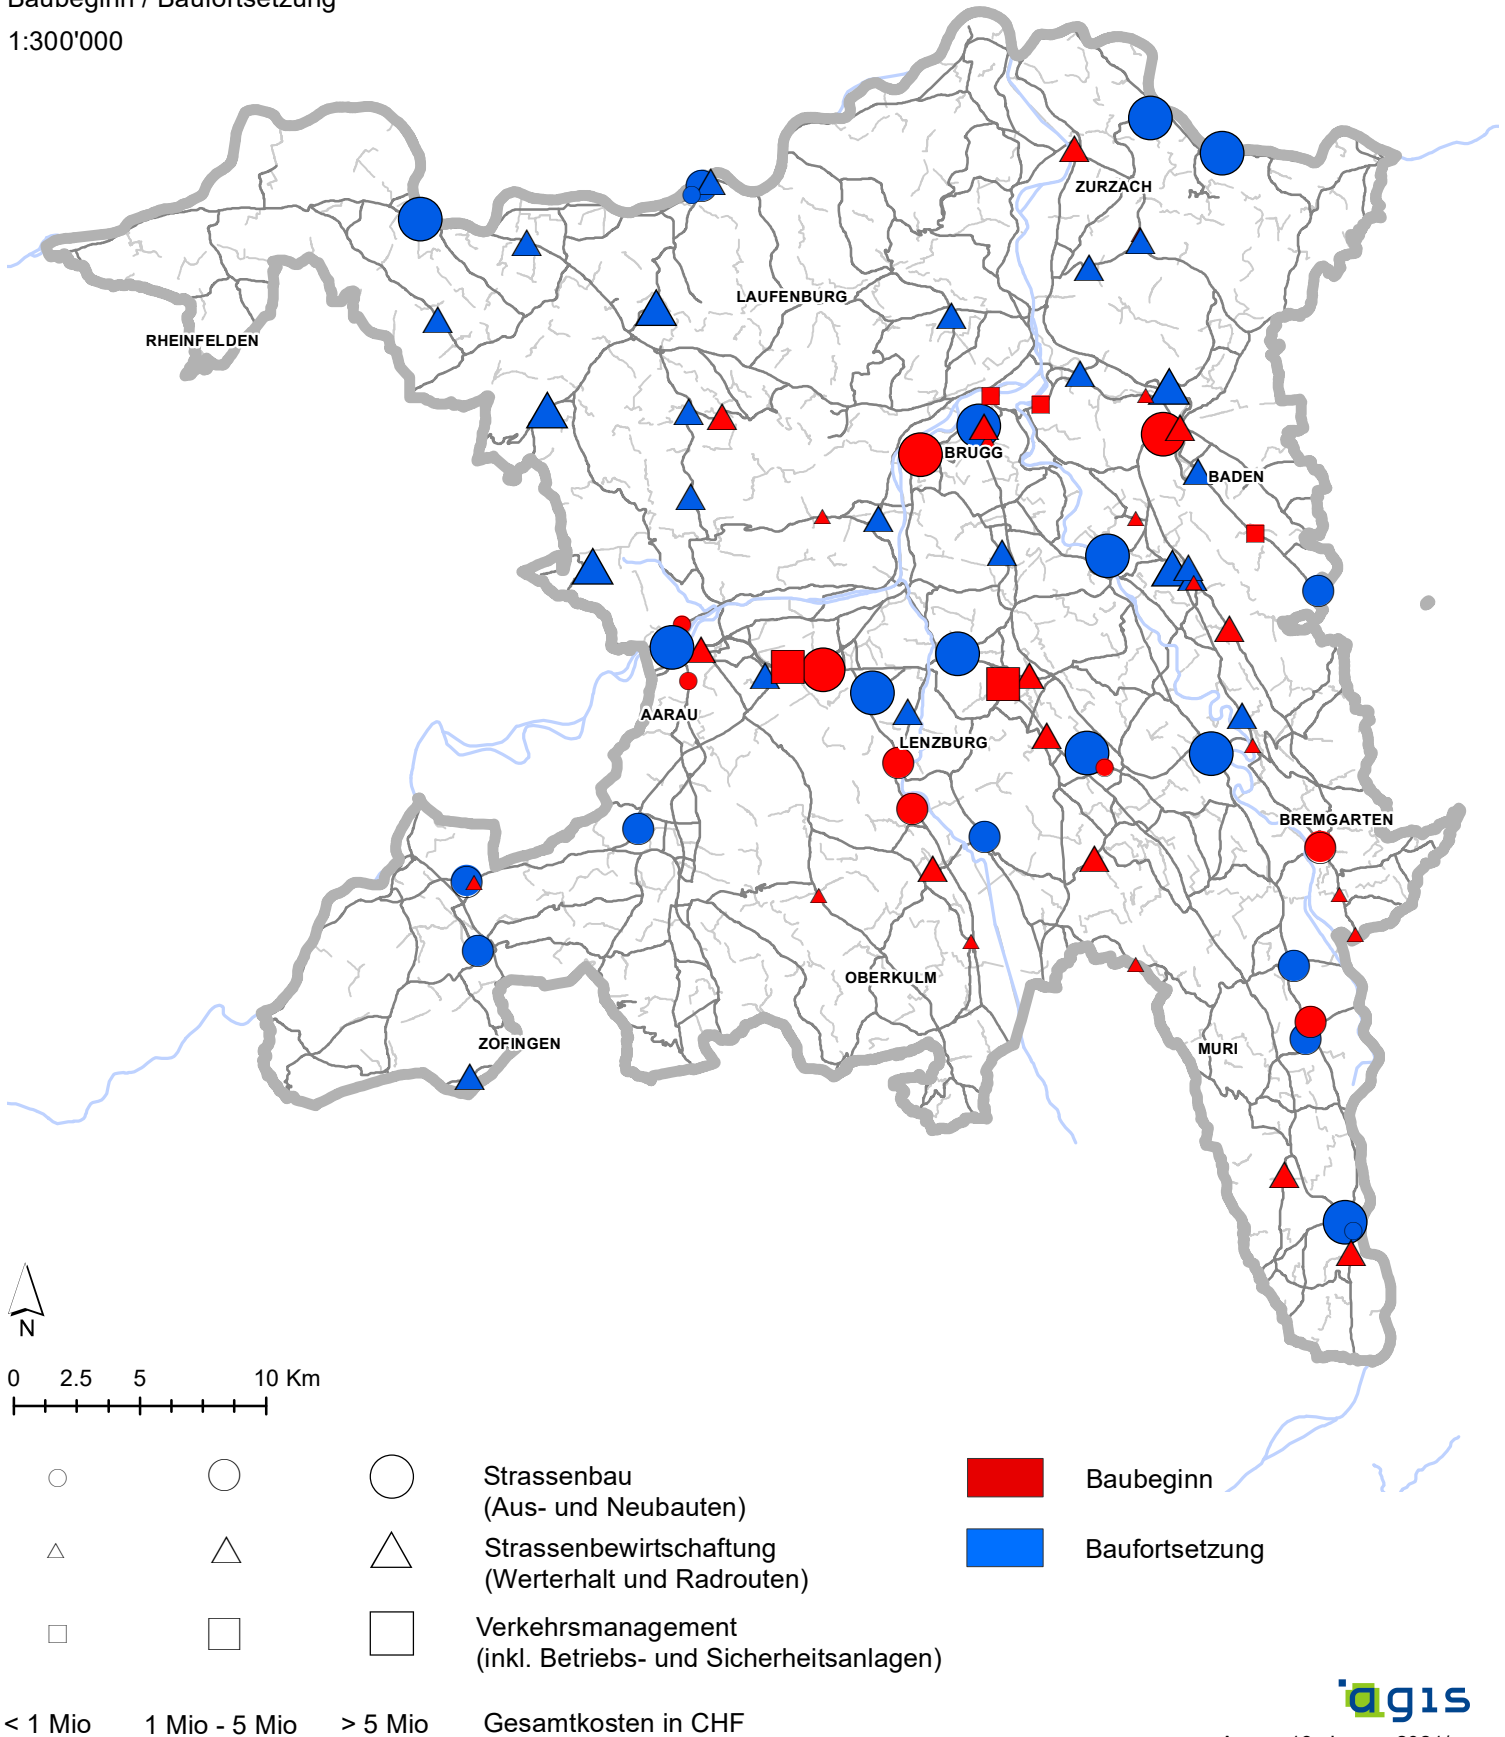 Baubeginn / Baufortsetzung
1:300'000
ZURZACH
LAUFENBURG
RHEINFELDEN
BRUGG
BADEN
AARAU
LENZBURG
BREMGARTEN
OBERKULM
ZOFINGEN
MURI
N
0 2.5 5 10 Km
Strassenbau
(Aus- und Neubauten)
Baubeginn
Strassenbewirtschaftung
(Werterhalt und Radrouten)
Baufortsetzung
Verkehrsmanagement
(inkl. Betriebs- und Sicherheitsanlagen)
< 1 Mio 1 Mio - 5 Mio > 5 Mio Gesamtkosten in CHF
agis